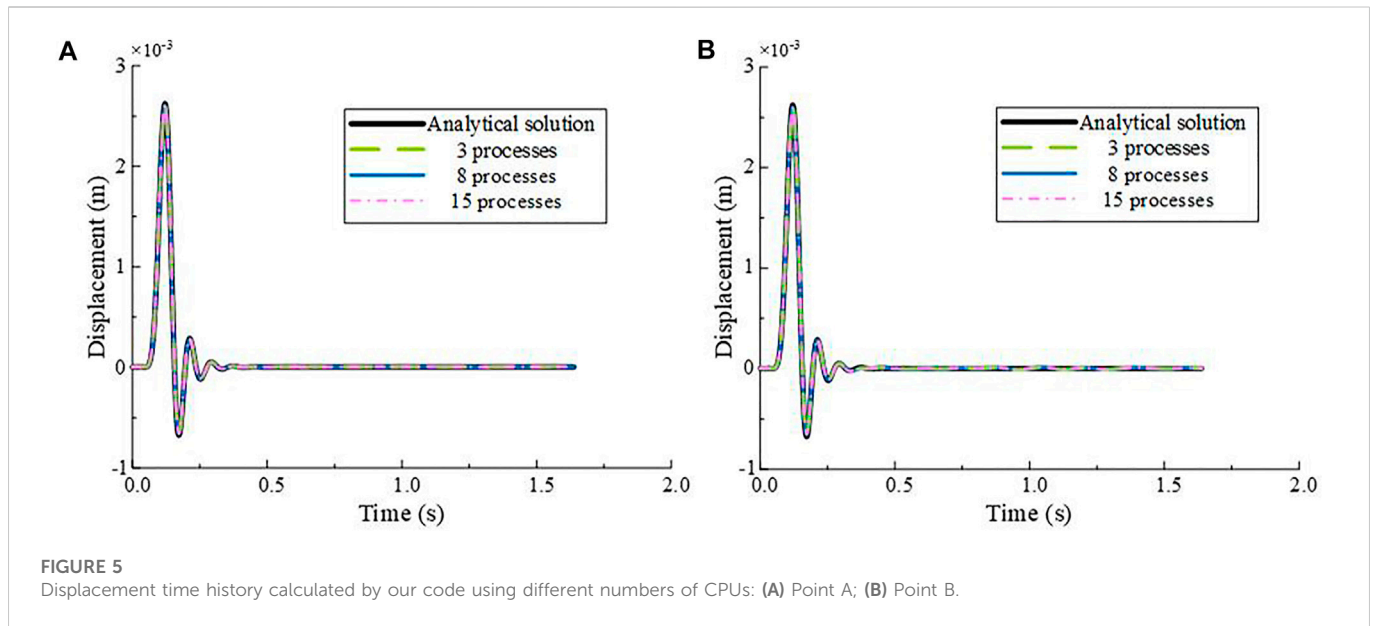 A
×10⁻³
3
2
1
0
-1
Displacement (m)
Analytical solution
3 processes
8 processes
15 processes
0.0 0.5 1.0 1.5 2.0
Time (s)
B
×10⁻³
3
2
1
0
-1
Displacement (m)
Analytical solution
3 processes
8 processes
15 processes
0.0 0.5 1.0 1.5 2.0
Time (s)
FIGURE 5
Displacement time history calculated by our code using different numbers of CPUs: (A) Point A; (B) Point B.